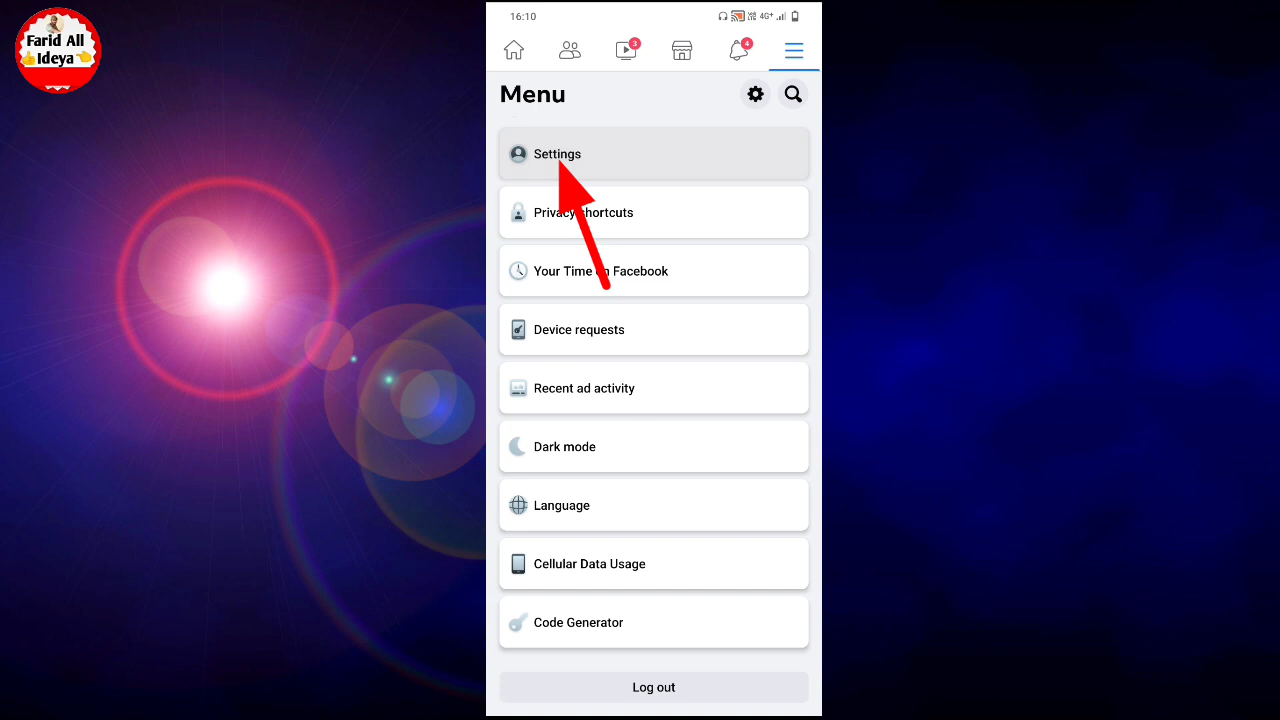 Farid All
Ideya
16:10
4G+
3
4
Menu
Settings
Privacy shortcuts
Your Time on Facebook
Device requests
Recent ad activity
Dark mode
Language
Cellular Data Usage
Code Generator
Log out